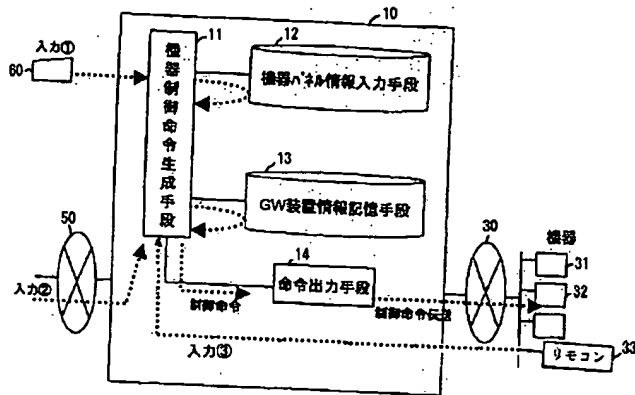 10
11
12
入力①
60
機器制御命令生成手段
機器パネル情報入力手段
13
GW装置情報記憶手段
50
30
機器
14
31
命令出力手段
32
入力②
制御命令
制御命令伝送
入力③
リモコン
33